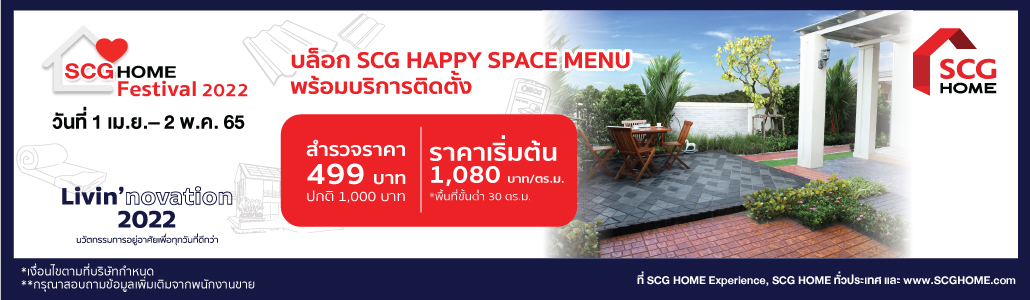 SCG HOME
Festival 2022
วันที่ 1 เม.ย.– 2 พ.ค. 65
Livin'novation
2022
นวัตกรรมการอยู่อาศัยเพื่อทุกวันที่ดีกว่า
บล็อก SCG HAPPY SPACE MENU
พร้อมบริการติดตั้ง
สำรวจราคา
499 บาท
ปกติ 1,000 บาท
ราคาเริ่มต้น
1,080 บาท/ตร.ม.
*พื้นที่ขั้นต่ำ 30 ตร.ม.
SCG
HOME
*เงื่อนไขตามที่บริษัทกำหนด
**กรุณาสอบถามข้อมูลเพิ่มเติมจากพนักงานขาย
ที่ SCG HOME Experience, SCG HOME ทั่วประเทศ และ www.SCGHOME.com